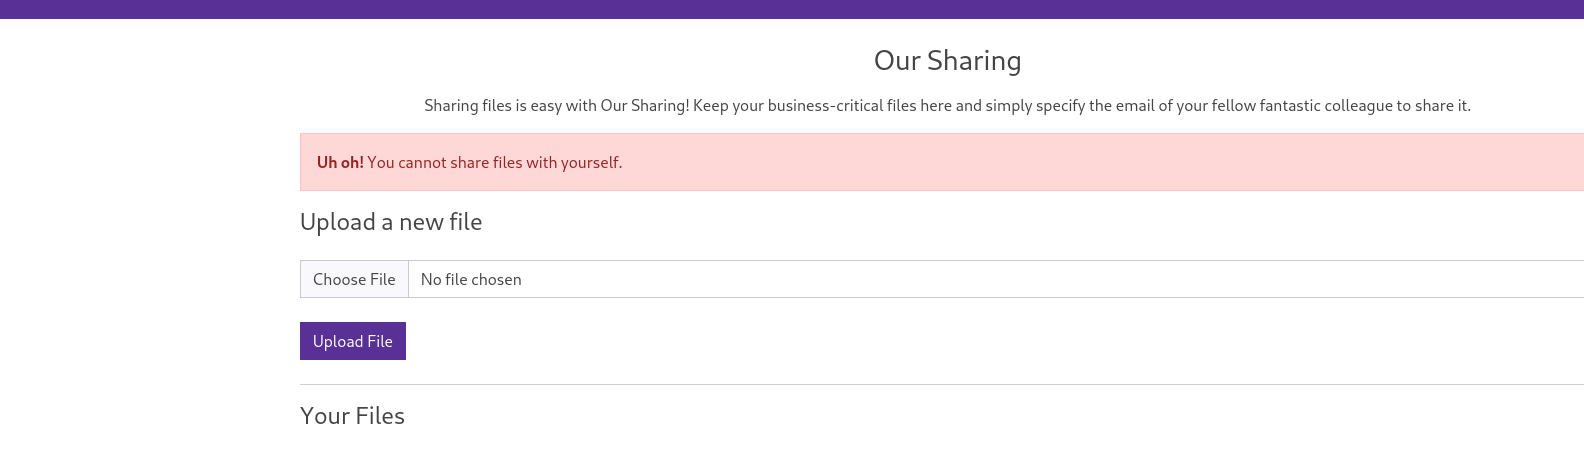 Our Sharing
Sharing files is easy with Our Sharing! Keep your business-critical files here and simply specify the email of your fellow fantastic colleague to share it.
Uh oh! You cannot share files with yourself.
Upload a new file
Choose File No file chosen
Upload File
Your Files